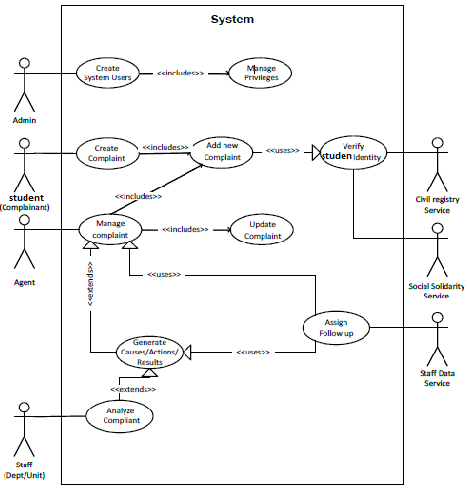 System
Create
System Users
<<includes>>
Manage
Privileges
Admin
Create
Complaint
<<includes>>
Add new
Complaint
<<uses>>
Verify
studen Identity
student
(Complainant)
Civil registry
Service
<<includes>>
Manage
complaint
<<includes>>
Update
Complaint
Agent
Social Solidarity
Service
<<extends>>
<<uses>>
Assign
Follow up
Generate
Causes/Actions/
Results
<<uses>>
Staff Data
Service
<<extends>>
Analyze
Compliant
Staff
(Dept/Unit)